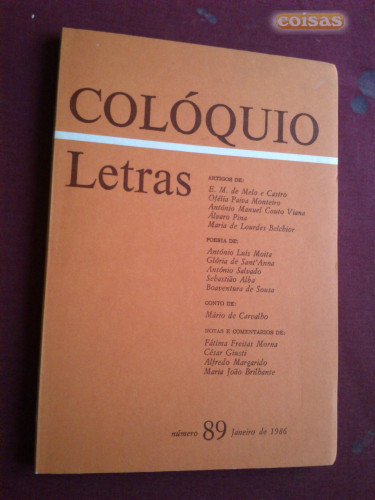 coisas
COLÓQUIO
Letras
ARTIGOS DE:
E. M. de Melo e Castro
Ofélia Paiva Monteiro
António Manuel Couto Viana
Álvaro Pina
Maria de Lourdes Belchior
POESIA DE:
António Luís Moita
Glória de Sant'Anna
António Salvado
Sebastião Alba
Boaventura de Sousa
CONTO DE:
Mário de Carvalho
NOTAS E COMENTÁRIOS DE:
Fátima Freitas Morna
César Giusti
Alfredo Margarido
Maria João Brilhante
número 89 Janeiro de 1986